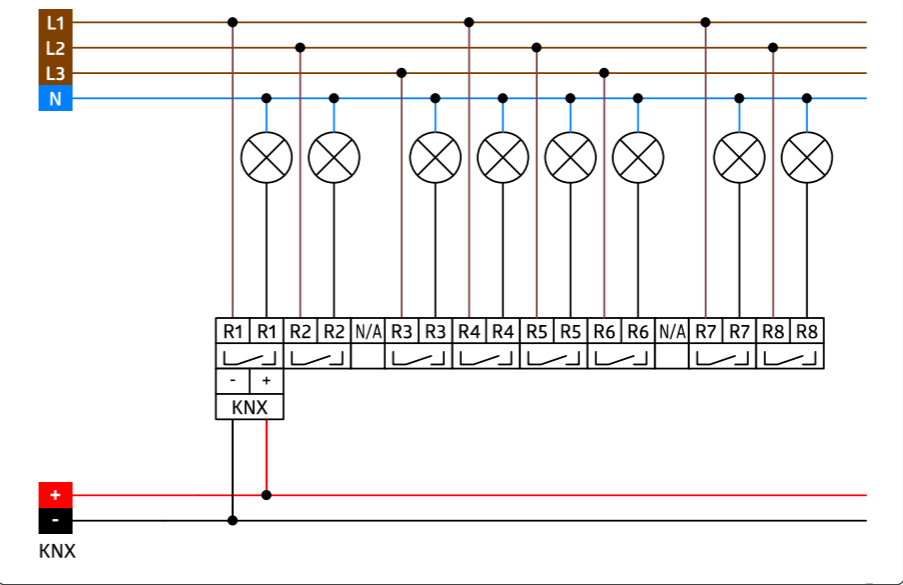 L1
L2
L3
N
R1 R1 R2 R2 N/A R3 R3 R4 R4 R5 R5 R6 R6 N/A R7 R7 R8 R8
- +
KNX
+
-
KNX